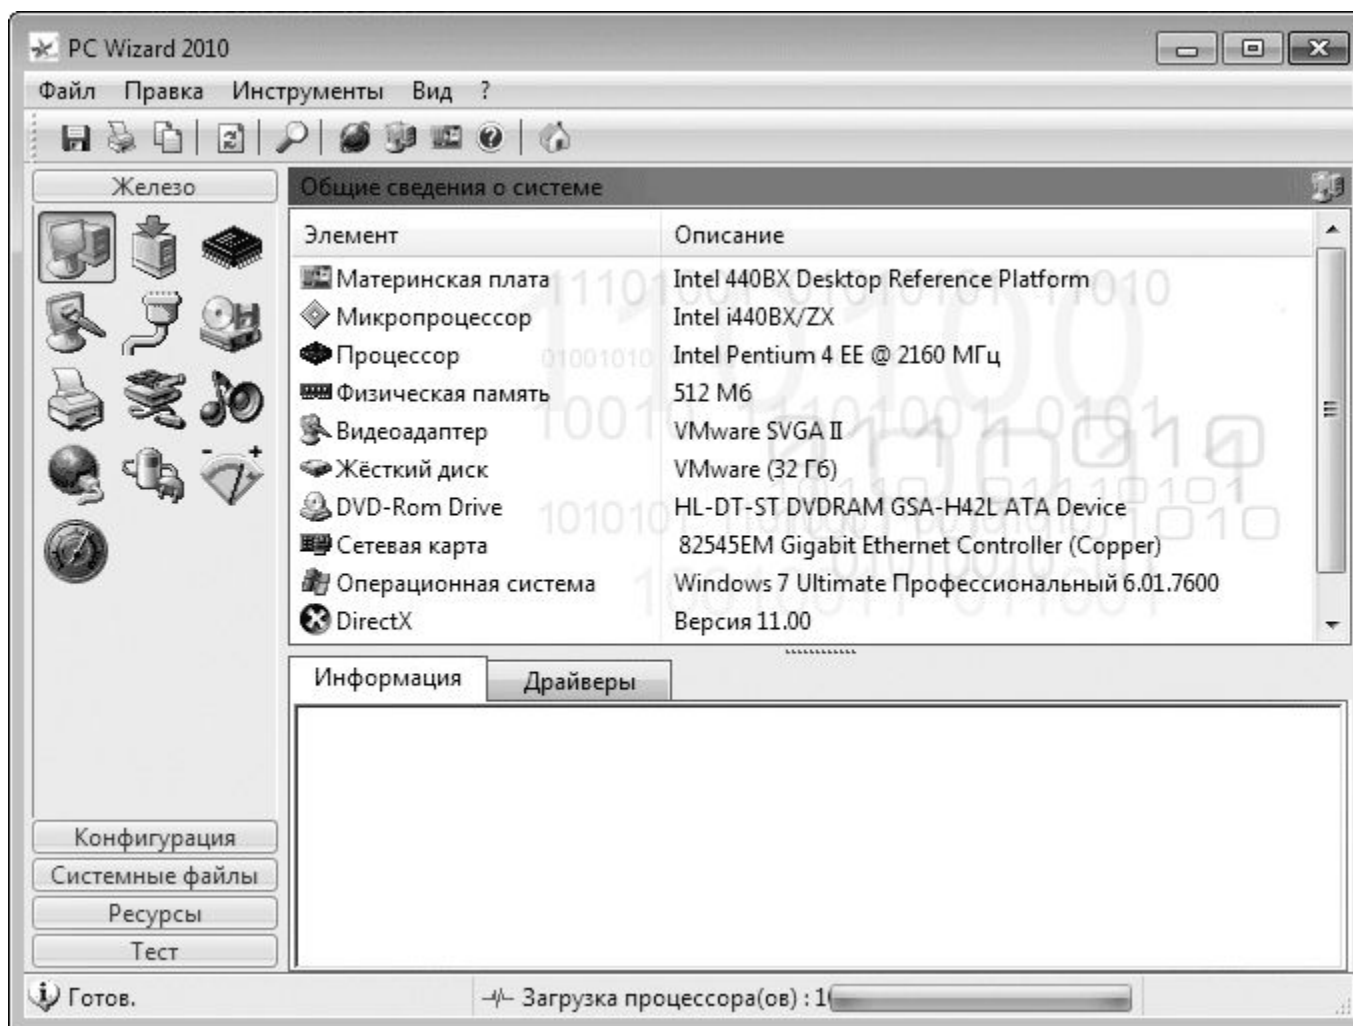 PC Wizard 2010
Файл Правка Инструменты Вид ?
Железо
Общие сведения о системе
Элемент Описание
Материнская плата Intel 440BX Desktop Reference Platform
Микропроцессор Intel i440BX/ZX
Процессор Intel Pentium 4 EE @ 2160 МГц
Физическая память 512 Мб
Видеоадаптер VMware SVGA II
Жёсткий диск VMware (32 Гб)
DVD-Rom Drive HL-DT-ST DVDRAM GSA-H42L ATA Device
Сетевая карта 82545EM Gigabit Ethernet Controller (Copper)
Операционная система Windows 7 Ultimate Профессиональный 6.01.7600
DirectX Версия 11.00
Информация Драйверы
Конфигурация
Системные файлы
Ресурсы
Тест
Готов. Загрузка процессора(ов) :